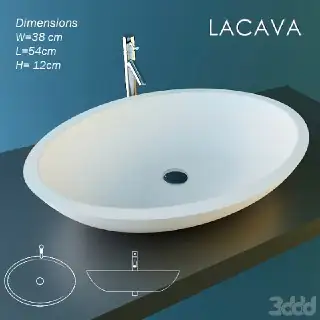 Dimensions
LACAVA
W=38 cm
L=54cm
H= 12cm
3ddd